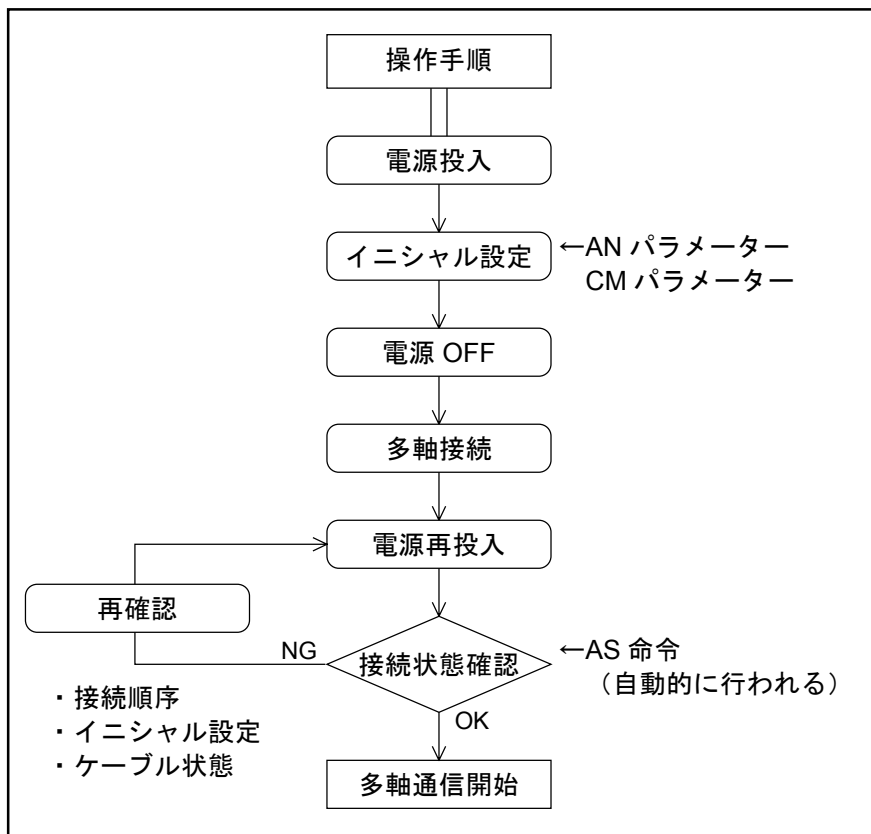 操作手順
電源投入
イニシャル設定
←AN パラメーター
CM パラメーター
電源 OFF
多軸接続
電源再投入
再確認
NG
接続状態確認
←AS 命令
（自動的に行われる）
・接続順序
・イニシャル設定
・ケーブル状態
OK
多軸通信開始